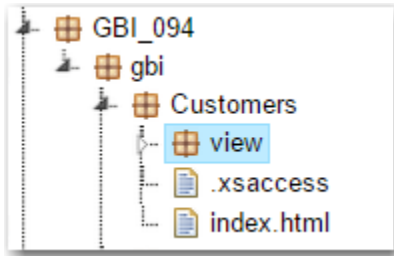 GBI_094
gbi
Customers
view
.xsaccess
index.html